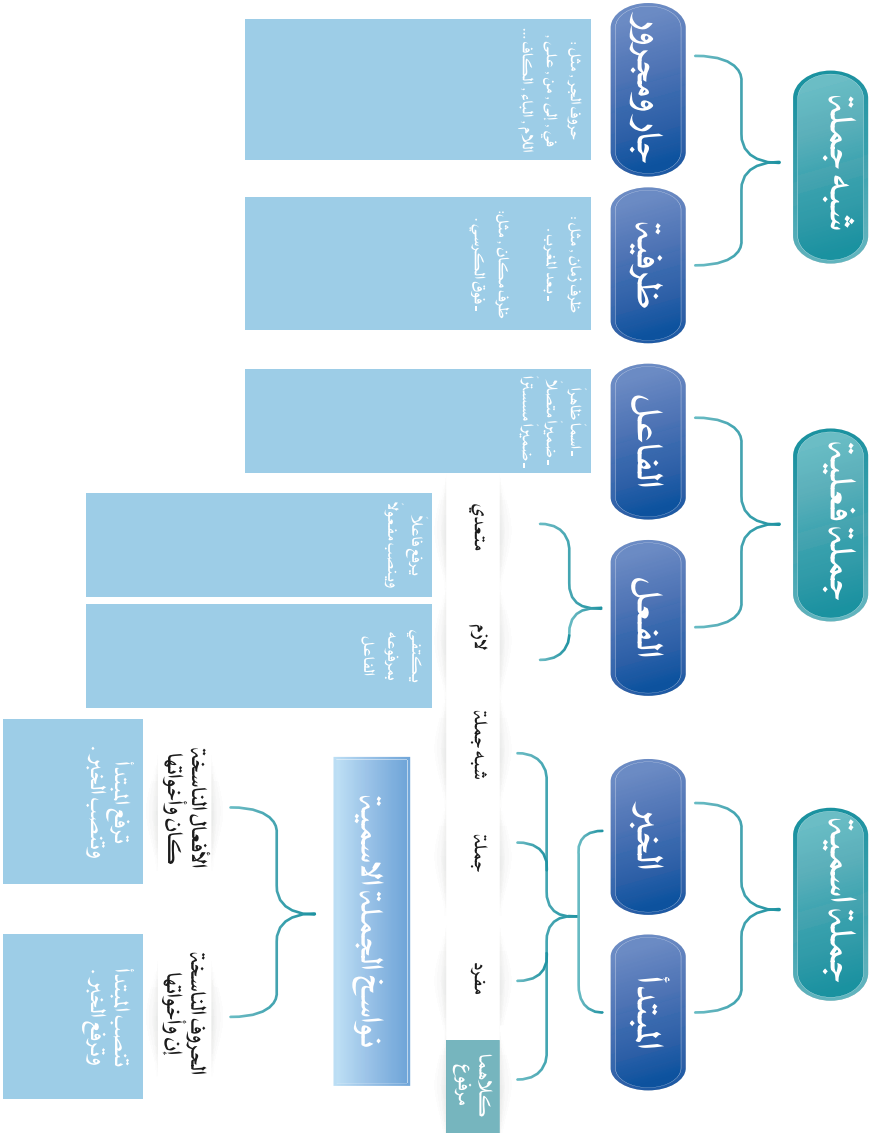 جملة اسمية
المبتدأ
الخبر
كلاهما
مرفوع
مفرد
جملة
شبه جملة
نواسخ الجملة الاسمية
الحروف الناسخة
إن وأخواتها
تنصب المبتدأ
وترفع الخبر .
الأفعال الناسخة
كان وأخواتها
ترفع المبتدأ
وتنصب الخبر .
جملة فعلية
الفعل
لازم
يكتفي
بمرفوعه
الفاعل
متعدي
يرفع فاعلاً
وينصب مفعولاً
الفاعل
- اسماً ظاهراً
- ضميراً متصلاً
- ضميراً مستتراً
شبه جملة
ظرفية
ظرف زمان ، مثل :
- بعد المغرب .
ظرف مكان ، مثل:
- فوق الكرسي .
جار ومجرور
حروف الجر ، مثل :
في ، إلى ، من ، على ،
اللام ، الباء ، الكاف ...